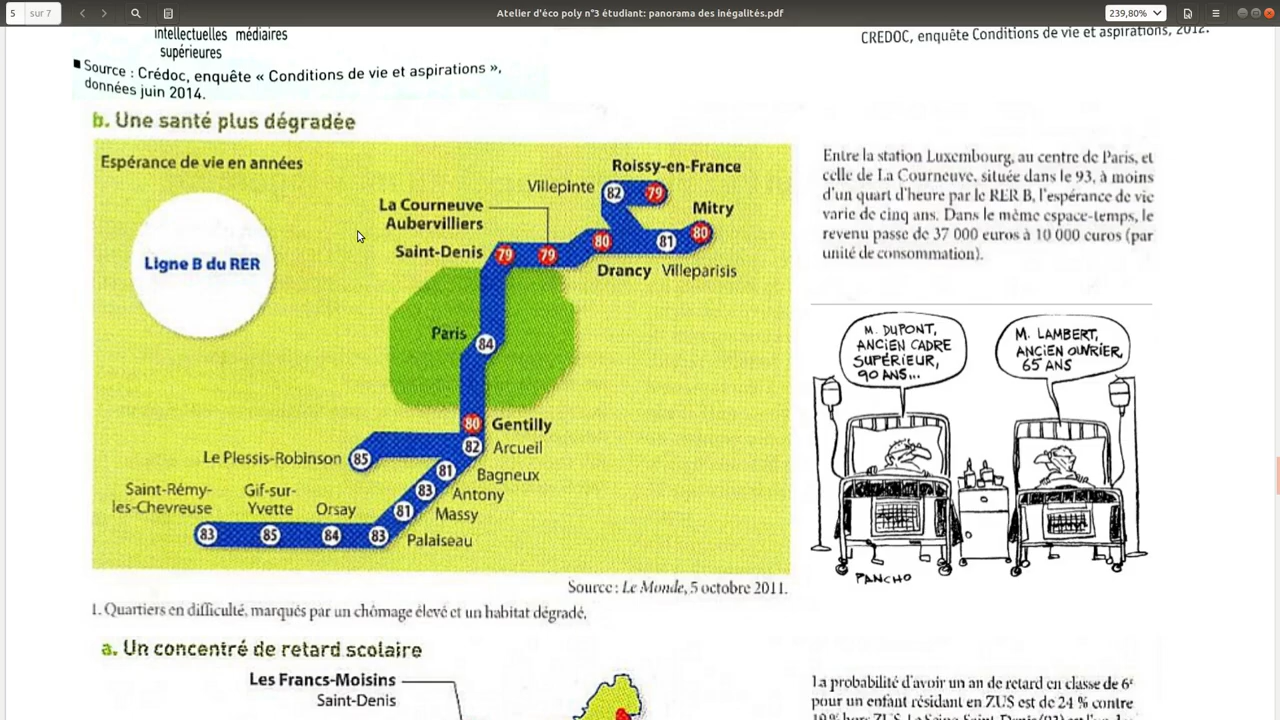 5 sur 7
Atelier d'éco poly n°3 étudiant: panorama des inégalités.pdf
239,80%
intellectuelles médiaires
supérieures
Source : Crédoc, enquête « Conditions de vie et aspirations »,
données juin 2014.
CREDOC, enquête Conditions de vie et aspirations, 2012.
b. Une santé plus dégradée
Espérance de vie en années
Ligne B du RER
Roissy-en-France
Villepinte 82 79
La Courneuve
Aubervilliers
Mitry
Saint-Denis 79 79 80 81 80
Drancy Villeparisis
Paris
84
80 Gentilly
82 Arcueil
Le Plessis-Robinson 85
81 Bagneux
83 Antony
81 Massy
Saint-Rémy-
les-Chevreuse
Gif-sur-
Yvette
Orsay
83 85 84 83 Palaiseau
Source : Le Monde, 5 octobre 2011.
Entre la station Luxembourg, au centre de Paris, et
celle de La Courneuve, située dans le 93, à moins
d'un quart d'heure par le RER B, l'espérance de vie
varie de cinq ans. Dans le même espace-temps, le
revenu passe de 37 000 euros à 10 000 euros (par
unité de consommation).
M. DUPONT,
ANCIEN CADRE
SUPÉRIEUR,
90 ANS...
M. LAMBERT,
ANCIEN OUVRIER,
65 ANS
PANCHO
1. Quartiers en difficulté, marqués par un chômage élevé et un habitat dégradé.
a. Un concentré de retard scolaire
Les Francs-Moisins
Saint-Denis
La probabilité d'avoir un an de retard en classe de 6e
pour un enfant résidant en ZUS est de 24 % contre